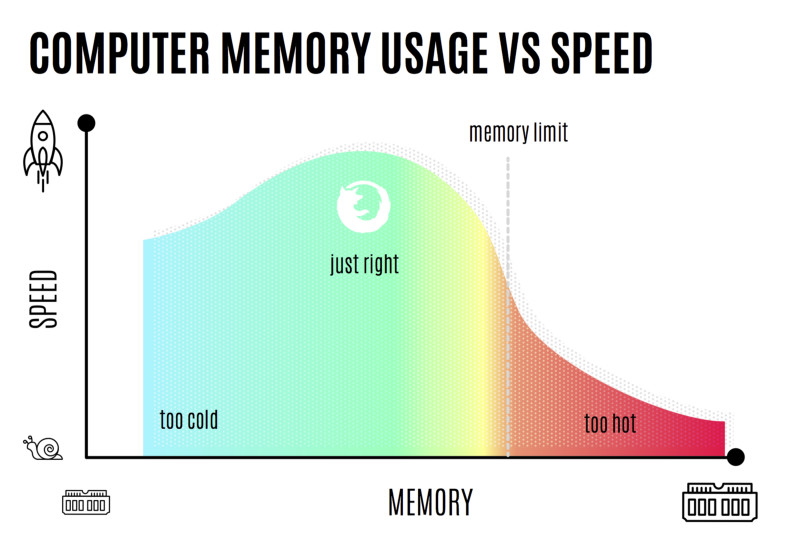 COMPUTER MEMORY USAGE VS SPEED
memory limit
just right
SPEED
too cold
too hot
MEMORY